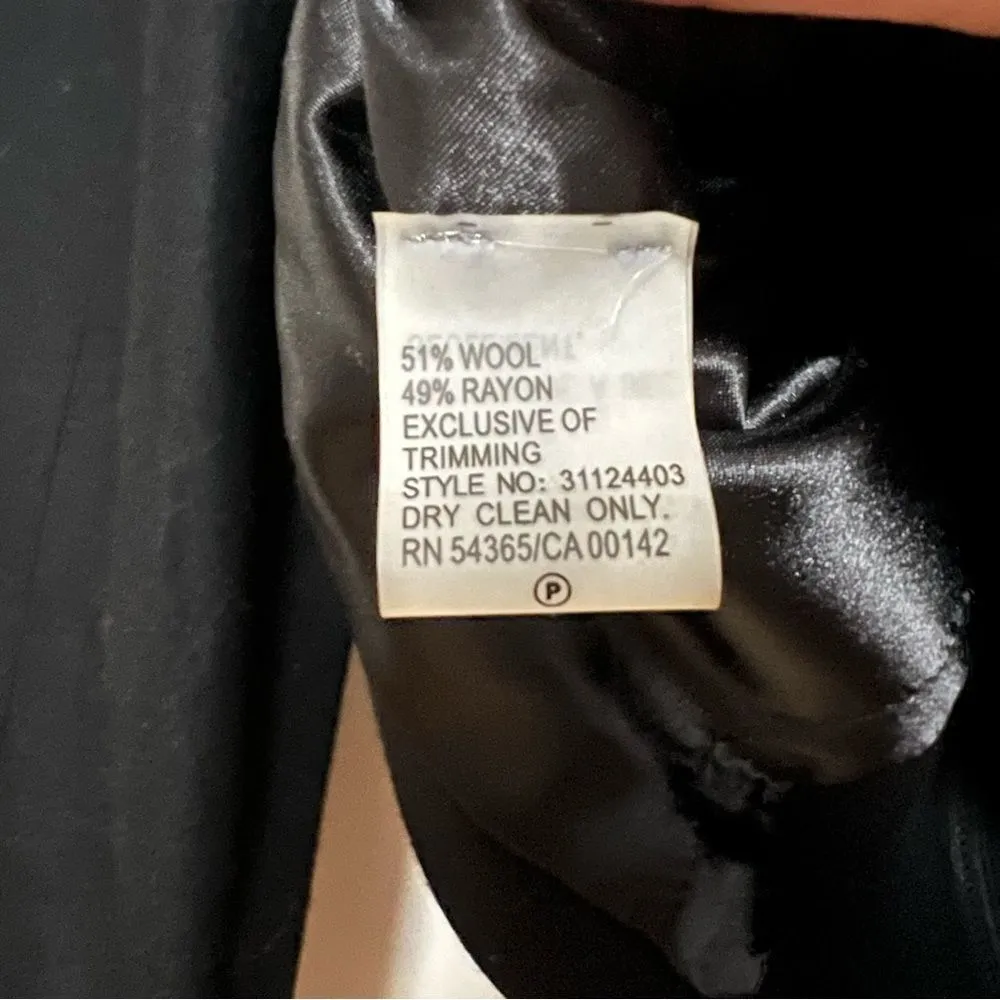 51% WOOL
49% RAYON
EXCLUSIVE OF
TRIMMING
STYLE NO: 31124403
DRY CLEAN ONLY.
RN 54365/CA 00142
P